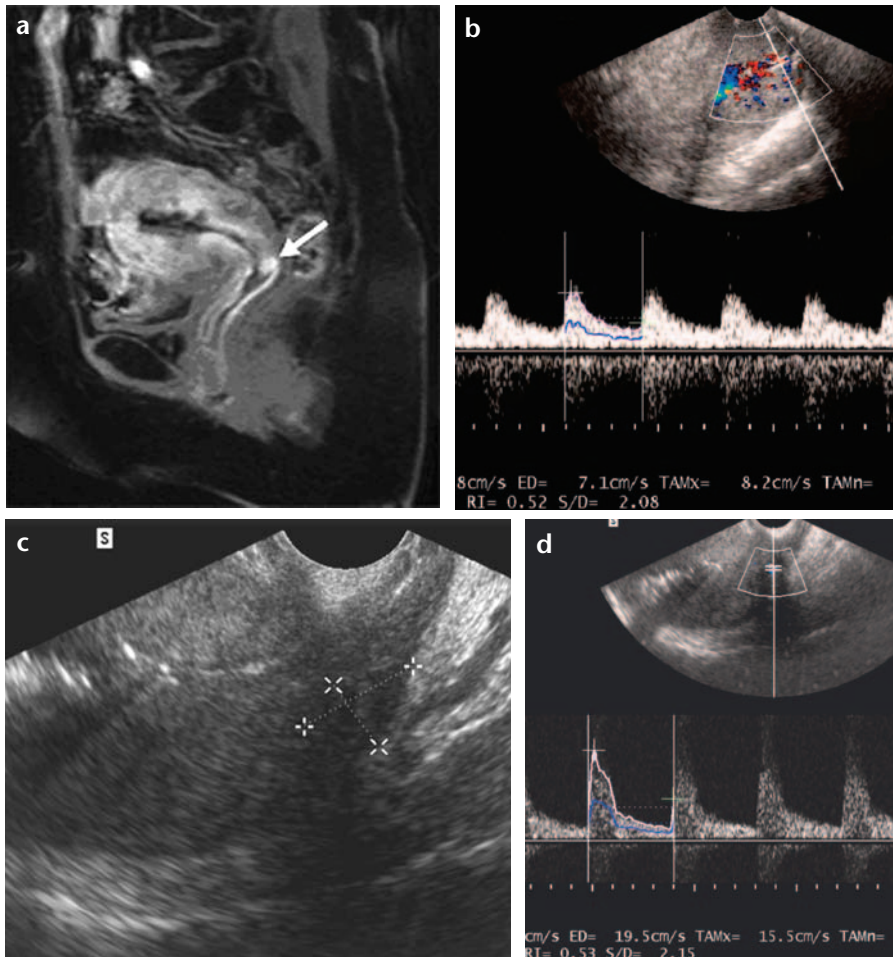 a
b
8cm/s ED= 7.1cm/s TAMx= 8.2cm/s TAMn=
RI= 0.52 S/D= 2.08
c
S
d
S
cm/s ED= 19.5cm/s TAMx= 15.5cm/s TAMn=
RI= 0.53 S/D= 2.15